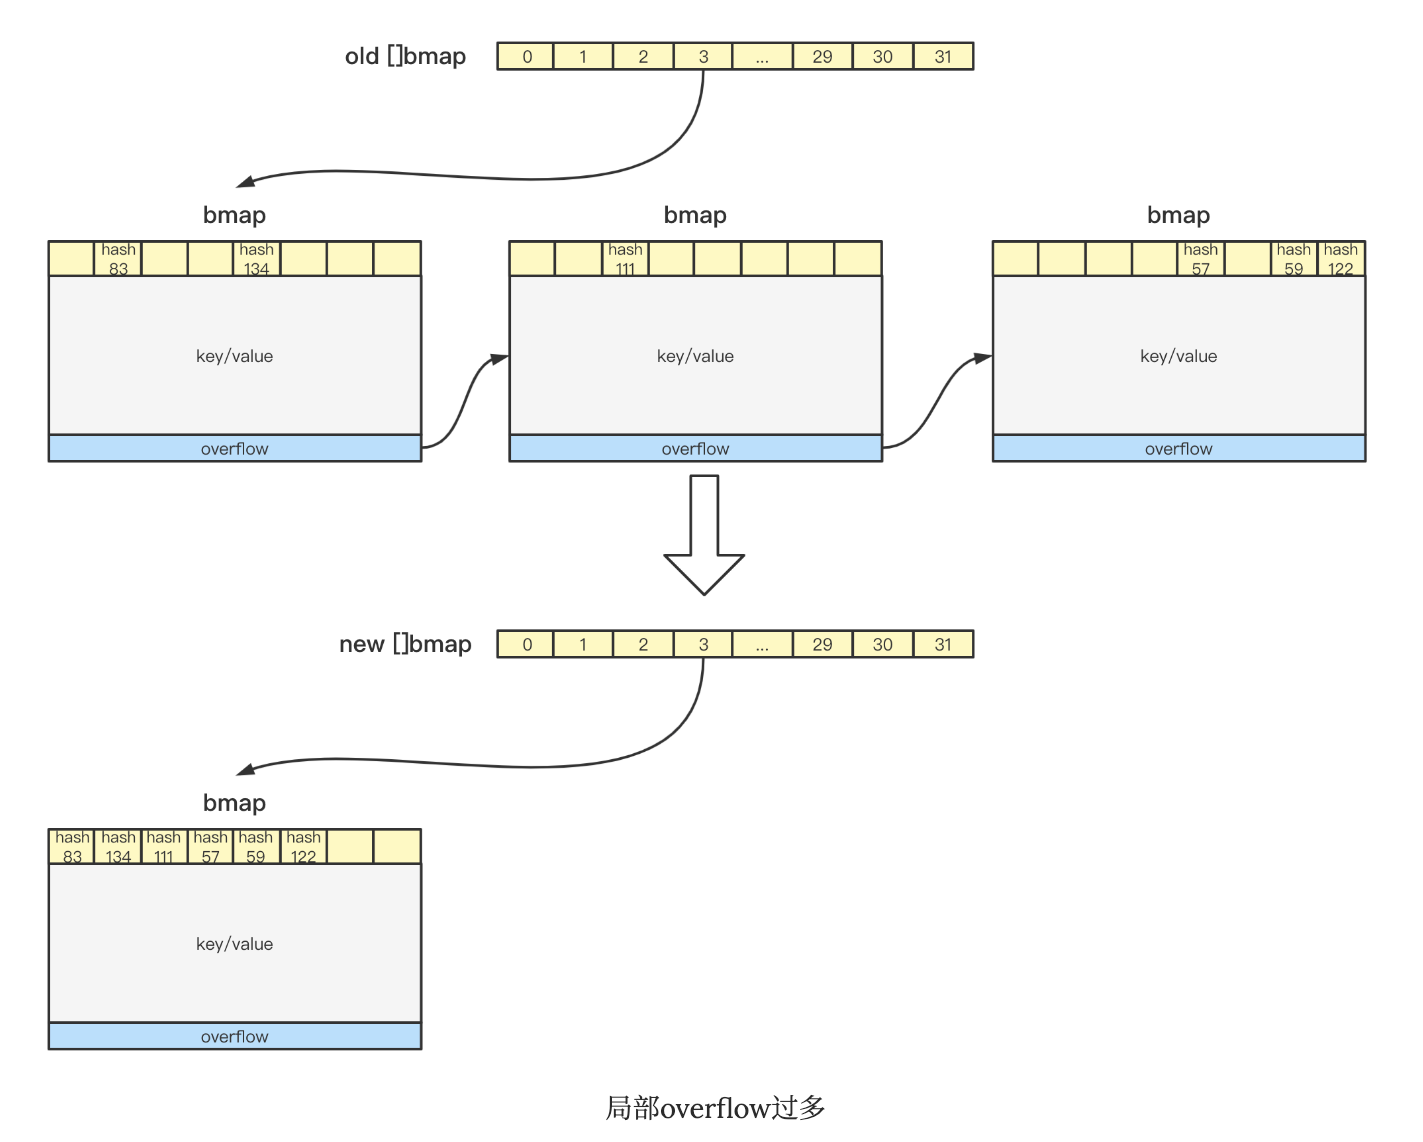 old []bmap 0 1 2 3 ... 29 30 31
bmap bmap bmap
hash hash hash hash hash hash
83 134 111 57 59 122
key/value key/value key/value
overflow overflow overflow
new []bmap 0 1 2 3 ... 29 30 31
bmap
hash hash hash hash hash hash
83 134 111 57 59 122
key/value
overflow
局部overflow过多